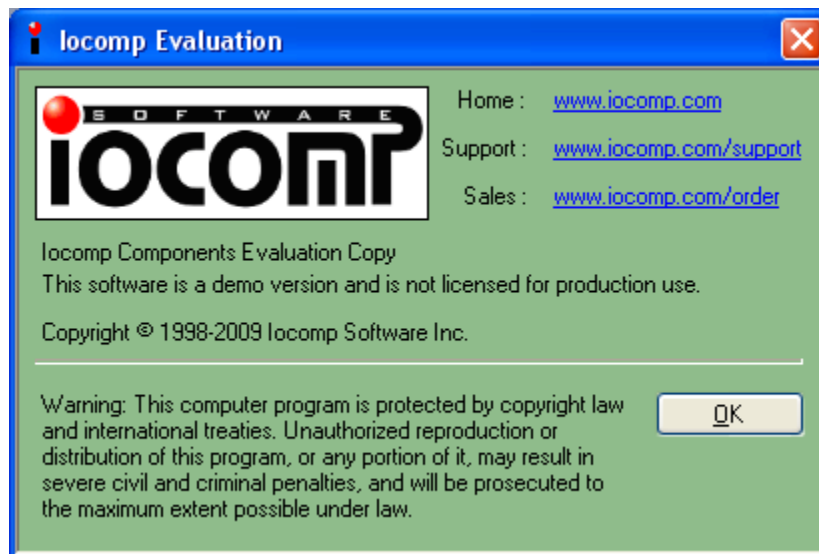 Iocomp Evaluation
SOFTWARE
iocomp
Home : www.iocomp.com
Support : www.iocomp.com/support
Sales : www.iocomp.com/order
Iocomp Components Evaluation Copy
This software is a demo version and is not licensed for production use.
Copyright © 1998-2009 Iocomp Software Inc.
Warning: This computer program is protected by copyright law
and international treaties. Unauthorized reproduction or
distribution of this program, or any portion of it, may result in
severe civil and criminal penalties, and will be prosecuted to
the maximum extent possible under law.
OK